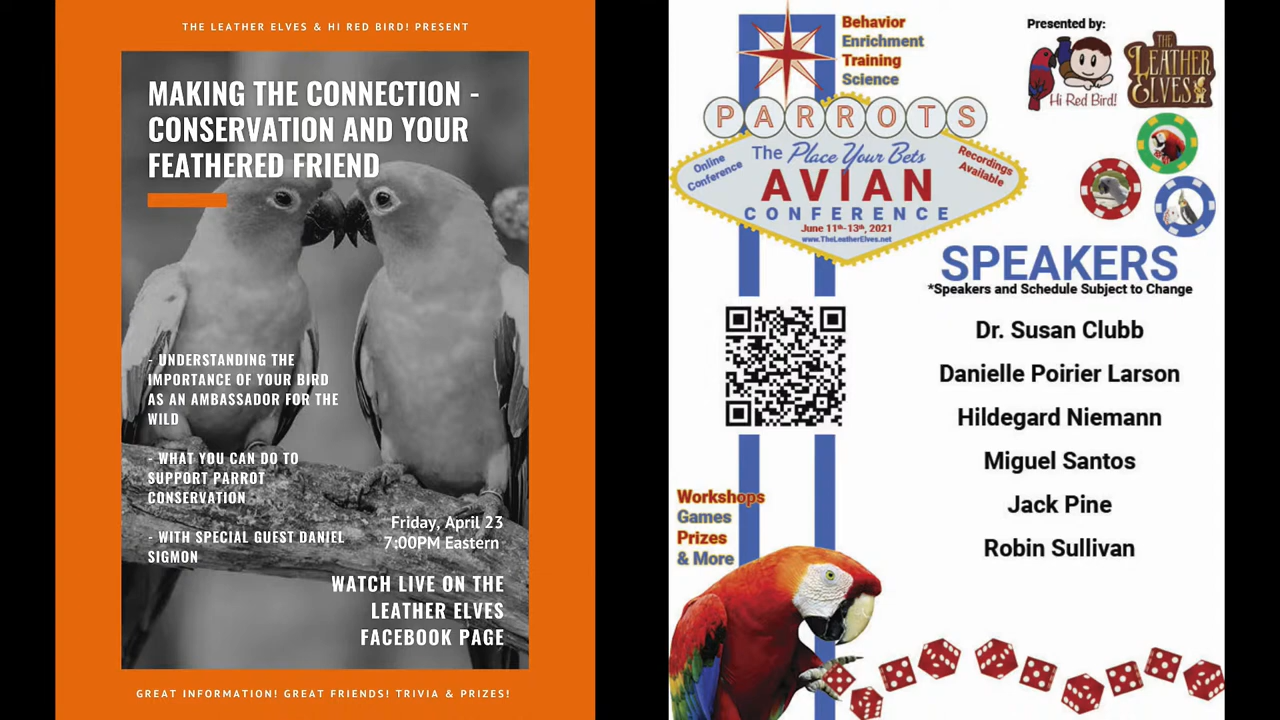 THE LEATHER ELVES & HI RED BIRD! PRESENT
MAKING THE CONNECTION -
CONSERVATION AND YOUR
FEATHERED FRIEND
- UNDERSTANDING THE
IMPORTANCE OF YOUR BIRD
AS AN AMBASSADOR FOR THE
WILD
- WHAT YOU CAN DO TO
SUPPORT PARROT
CONSERVATION
- WITH SPECIAL GUEST DANIEL
SIGMON
Friday, April 23
7:00PM Eastern
WATCH LIVE ON THE
LEATHER ELVES
FACEBOOK PAGE
GREAT INFORMATION! GREAT FRIENDS! TRIVIA & PRIZES!
Behavior
Enrichment
Training
Science
PARROTS
Online
Conference
The Place Your Bets
AVIAN
CONFERENCE
June 11th-13th, 2021
www.TheLeatherElves.net
Recordings
Available
Presented by:
Hi Red Bird!
THE
LEATHER
ELVES
SPEAKERS
*Speakers and Schedule Subject to Change
Dr. Susan Clubb
Danielle Poirier Larson
Hildegard Niemann
Miguel Santos
Jack Pine
Robin Sullivan
Workshops
Games
Prizes
& More